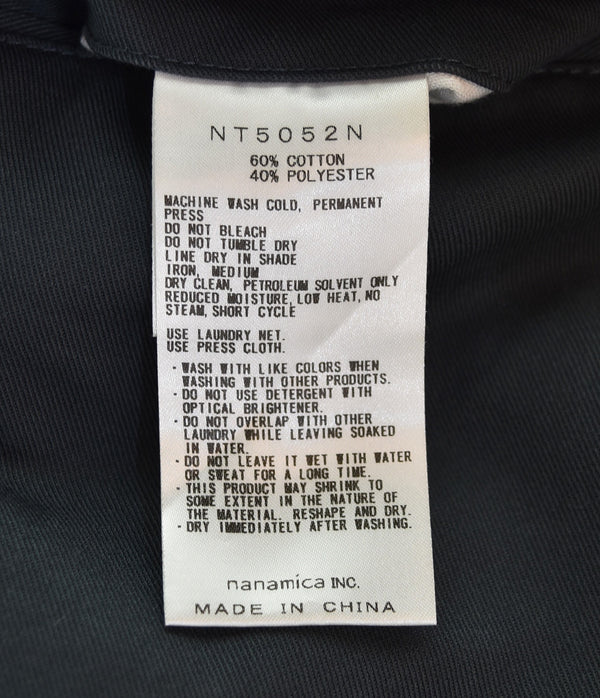 NT5052N
60% COTTON
40% POLYESTER
MACHINE WASH COLD, PERMANENT
PRESS
DO NOT BLEACH
DO NOT TUMBLE DRY
LINE DRY IN SHADE
IRON, MEDIUM
DRY CLEAN, PETROLEUM SOLVENT ONLY
REDUCED MOISTURE, LOW HEAT, NO
STEAM, SHORT CYCLE
USE LAUNDRY NET.
USE PRESS CLOTH.
· WASH WITH LIKE COLORS WHEN
WASHING WITH OTHER PRODUCTS.
· DO NOT USE DETERGENT WITH
OPTICAL BRIGHTENER.
· DO NOT OVERLAP WITH OTHER
LAUNDRY WHILE LEAVING SOAKED
IN WATER.
· DO NOT LEAVE IT WET WITH WATER
OR SWEAT FOR A LONG TIME.
· THIS PRODUCT MAY SHRINK TO
SOME EXTENT IN THE NATURE OF
THE MATERIAL. RESHAPE AND DRY.
· DRY IMMEDIATELY AFTER WASHING.
nanamica INC.
MADE IN CHINA